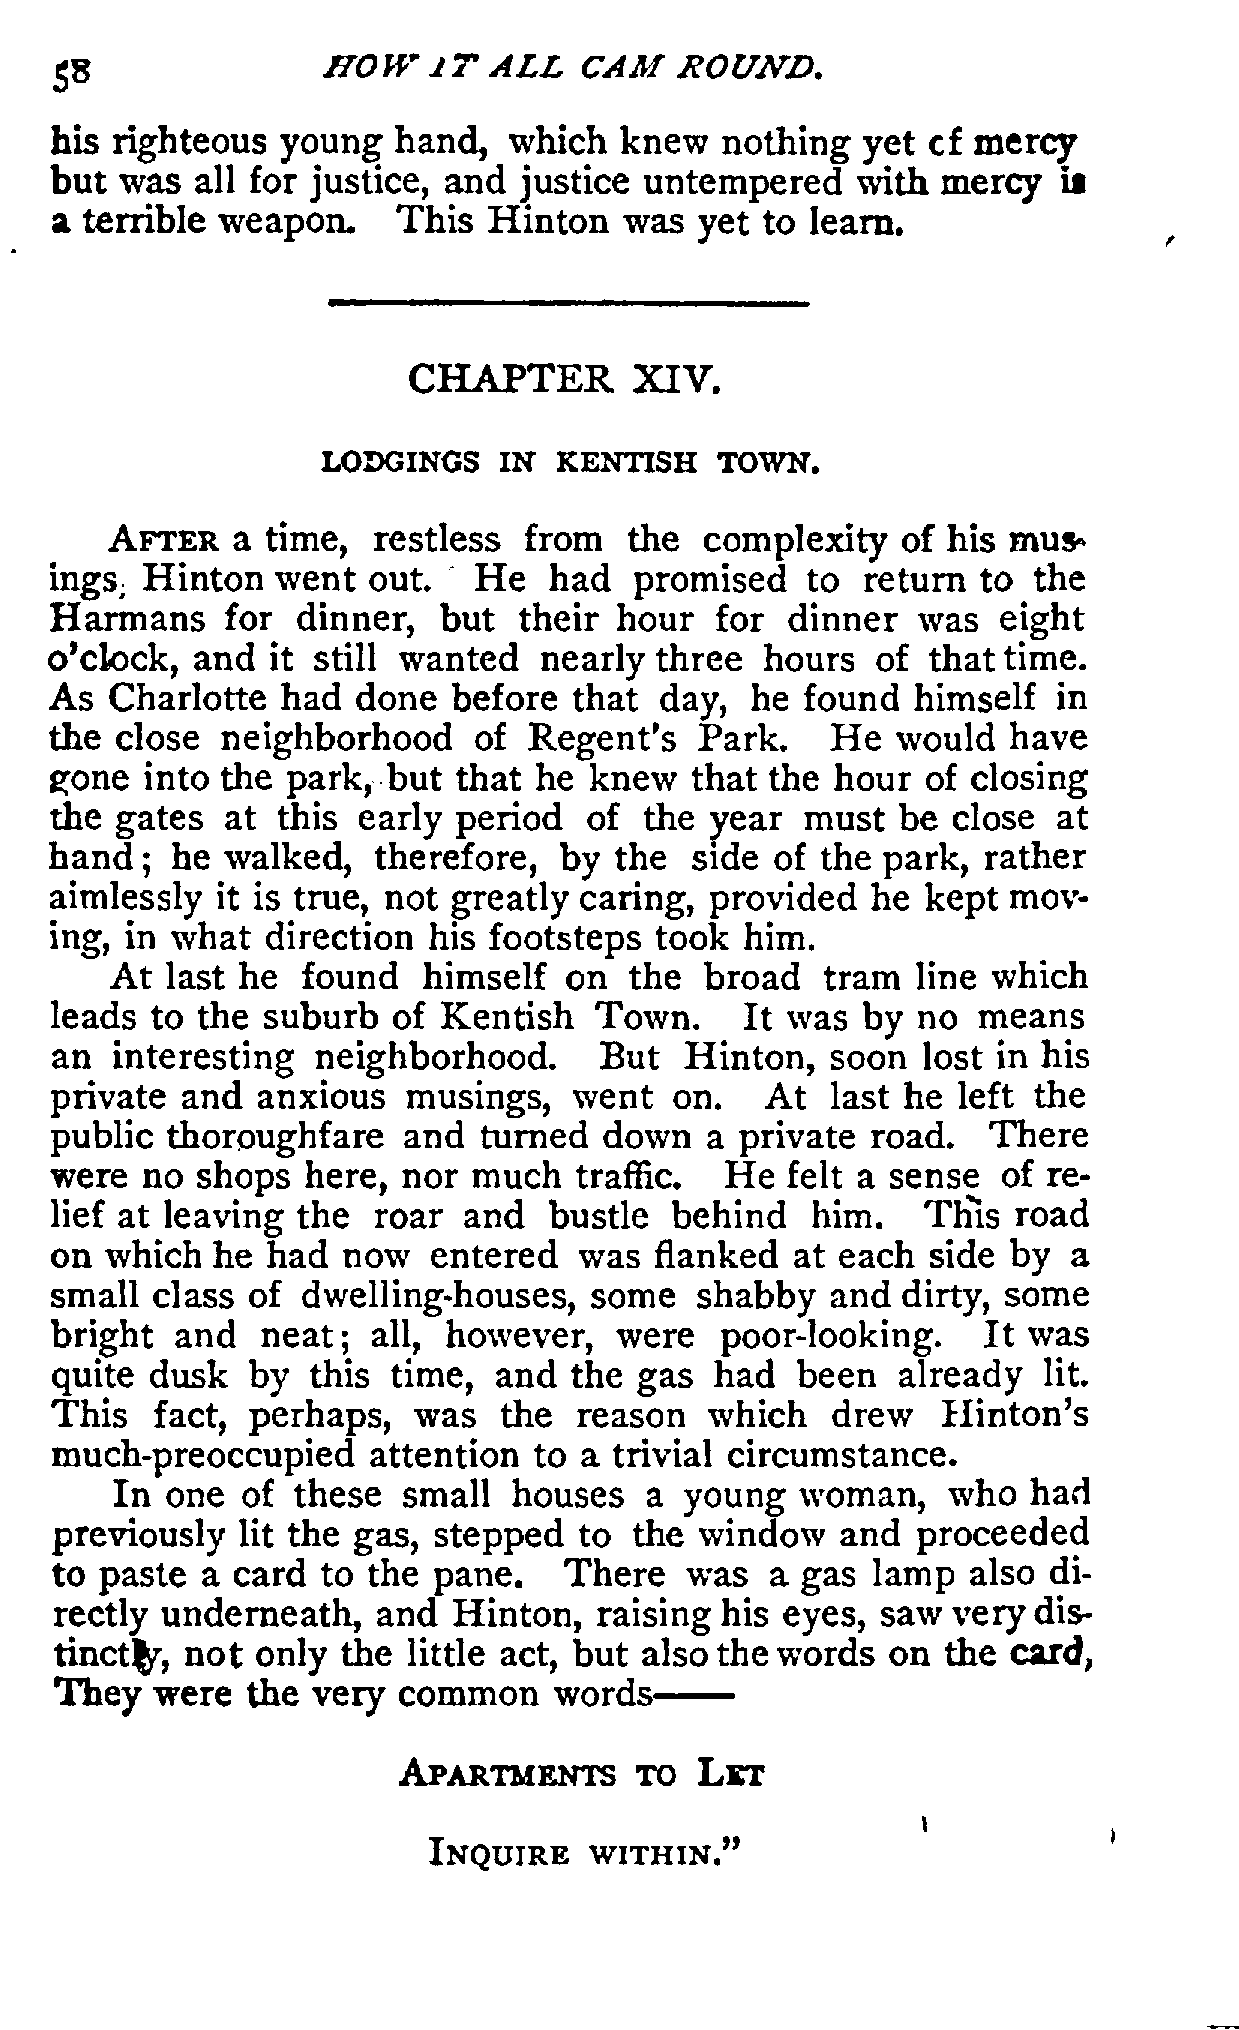 58 HOW IT ALL CAM ROUND.
his righteous young hand, which knew nothing yet cf mercy
but was all for justice, and justice untempered with mercy is
a terrible weapon. This Hinton was yet to learn.
CHAPTER XIV.
LODGINGS IN KENTISH TOWN.
AFTER a time, restless from the complexity of his mus-
ings, Hinton went out. He had promised to return to the
Harmans for dinner, but their hour for dinner was eight
o'clock, and it still wanted nearly three hours of that time.
As Charlotte had done before that day, he found himself in
the close neighborhood of Regent's Park. He would have
gone into the park, but that he knew that the hour of closing
the gates at this early period of the year must be close at
hand; he walked, therefore, by the side of the park, rather
aimlessly it is true, not greatly caring, provided he kept mov-
ing, in what direction his footsteps took him.
At last he found himself on the broad tram line which
leads to the suburb of Kentish Town. It was by no means
an interesting neighborhood. But Hinton, soon lost in his
private and anxious musings, went on. At last he left the
public thoroughfare and turned down a private road. There
were no shops here, nor much traffic. He felt a sense of re-
lief at leaving the roar and bustle behind him. This road
on which he had now entered was flanked at each side by a
small class of dwelling-houses, some shabby and dirty, some
bright and neat; all, however, were poor-looking. It was
quite dusk by this time, and the gas had been already lit.
This fact, perhaps, was the reason which drew Hinton's
much-preoccupied attention to a trivial circumstance.
In one of these small houses a young woman, who had
previously lit the gas, stepped to the window and proceeded
to paste a card to the pane. There was a gas lamp also di-
rectly underneath, and Hinton, raising his eyes, saw very dis-
tinctly, not only the little act, but also the words on the card,
They were the very common words——
APARTMENTS TO LET
INQUIRE WITHIN."